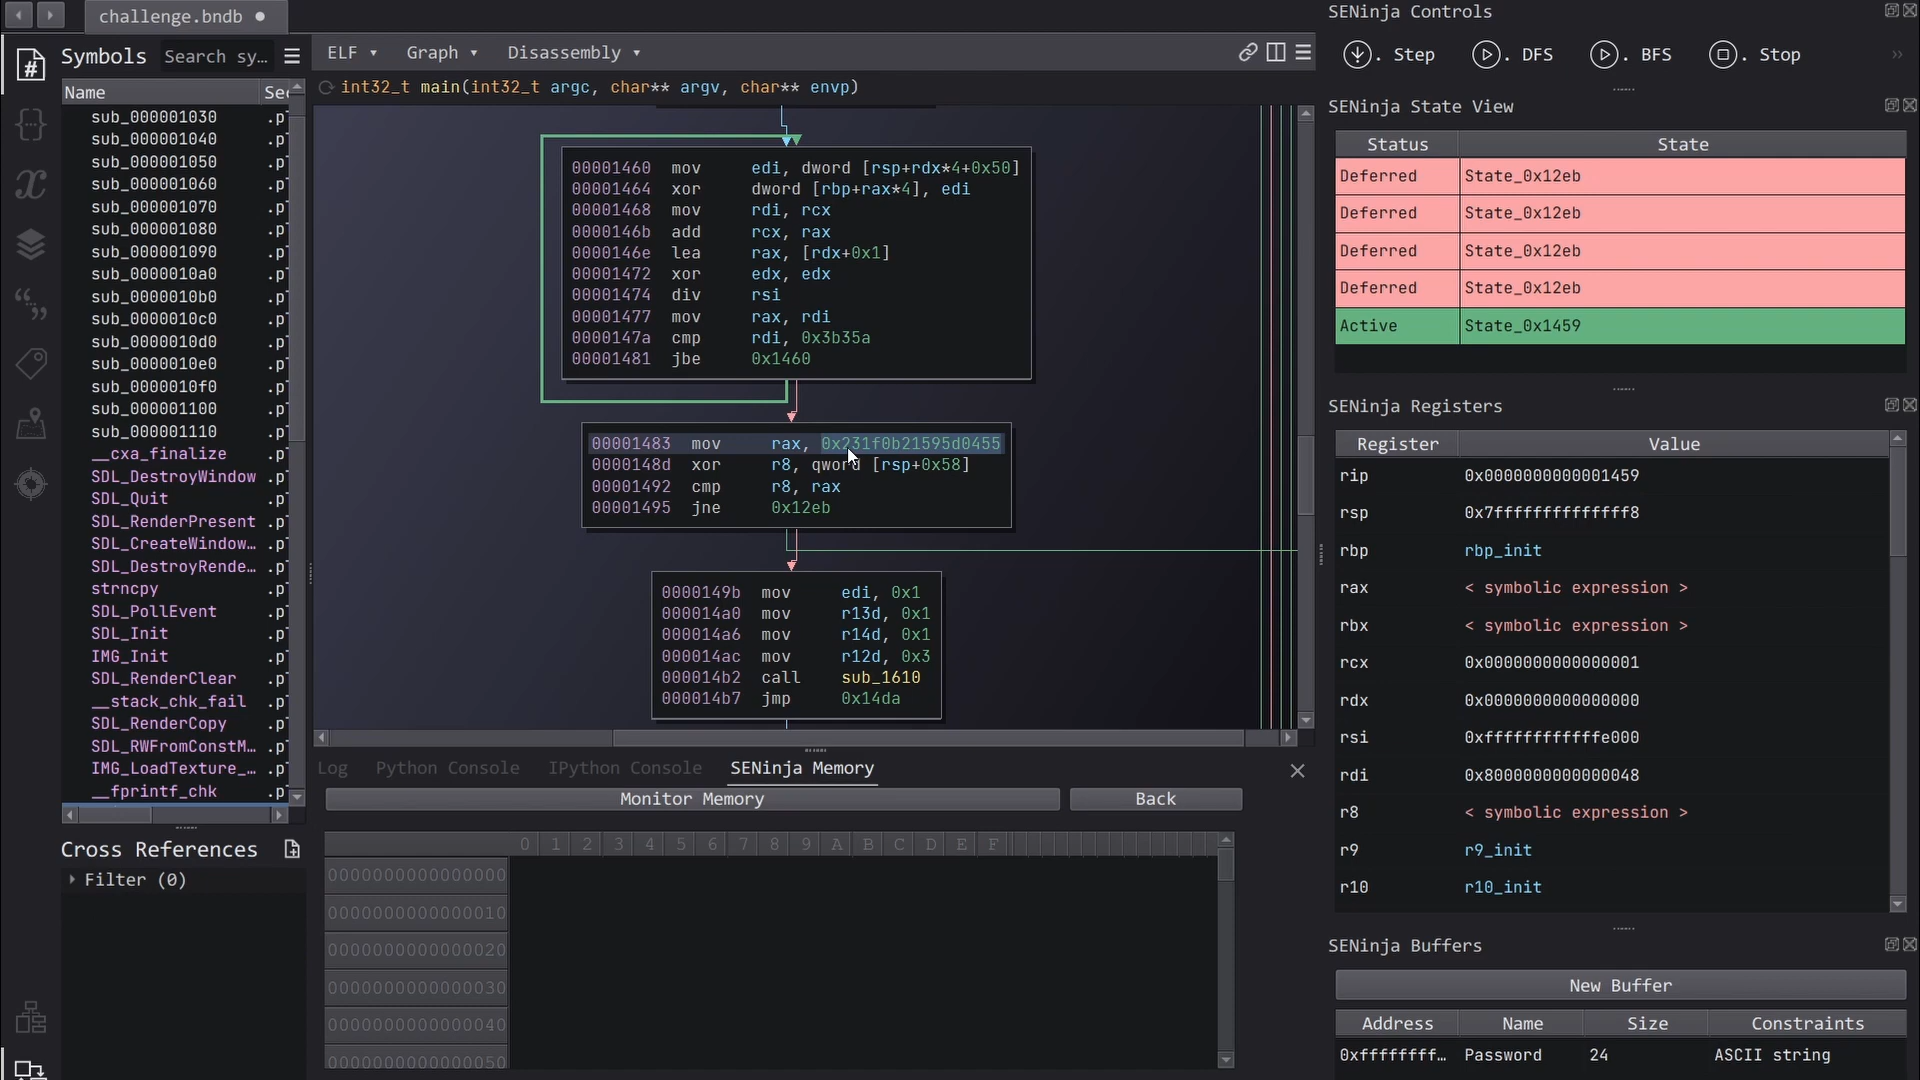 challenge.bndb ●
Symbols
Search sy…
Name
Sec
sub_000001030 .p
sub_000001040 .p
sub_000001050 .p
sub_000001060 .p
sub_000001070 .p
sub_000001080 .p
sub_000001090 .p
sub_0000010a0 .p
sub_0000010b0 .p
sub_0000010c0 .p
sub_0000010d0 .p
sub_0000010e0 .p
sub_0000010f0 .p
sub_000001100 .p
sub_000001110 .p
__cxa_finalize .p
SDL_DestroyWindow .p
SDL_Quit .p
SDL_RenderPresent .p
SDL_CreateWindow… .p
SDL_DestroyRende… .p
strncpy .p
SDL_PollEvent .p
SDL_Init .p
IMG_Init .p
SDL_RenderClear .p
__stack_chk_fail .p
SDL_RenderCopy .p
SDL_RWFromConstM… .p
IMG_LoadTexture_… .p
__fprintf_chk .p
Cross References
Filter (0)
ELF ▾ Graph ▾ Disassembly ▾
int32_t main(int32_t argc, char** argv, char** envp)
00001460 mov edi, dword [rsp+rdx*4+0x50]
00001464 xor dword [rbp+rax*4], edi
00001468 mov rdi, rcx
0000146b add rcx, rax
0000146e lea rax, [rdx+0x1]
00001472 xor edx, edx
00001474 div rsi
00001477 mov rax, rdi
0000147a cmp rdi, 0x3b35a
00001481 jbe 0x1460
00001483 mov rax, 0x231f0b21595d0455
0000148d xor r8, qword [rsp+0x58]
00001492 cmp r8, rax
00001495 jne 0x12eb
0000149b mov edi, 0x1
000014a0 mov r13d, 0x1
000014a6 mov r14d, 0x1
000014ac mov r12d, 0x3
000014b2 call sub_1610
000014b7 jmp 0x14da
Log Python Console IPython Console SENinja Memory
Monitor Memory Back
0 1 2 3 4 5 6 7 8 9 A B C D E F
0000000000000000
0000000000000010
0000000000000020
0000000000000030
0000000000000040
0000000000000050
SENinja Controls
. Step . DFS . BFS . Stop
SENinja State View
Status State
Deferred State_0x12eb
Deferred State_0x12eb
Deferred State_0x12eb
Deferred State_0x12eb
Active State_0x1459
SENinja Registers
Register Value
rip 0x0000000000001459
rsp 0x7ffffffffffffff8
rbp rbp_init
rax < symbolic expression >
rbx < symbolic expression >
rcx 0x0000000000000001
rdx 0x0000000000000000
rsi 0xffffffffffffe000
rdi 0x8000000000000048
r8 < symbolic expression >
r9 r9_init
r10 r10_init
SENinja Buffers
New Buffer
Address Name Size Constraints
0xffffffff… Password 24 ASCII string